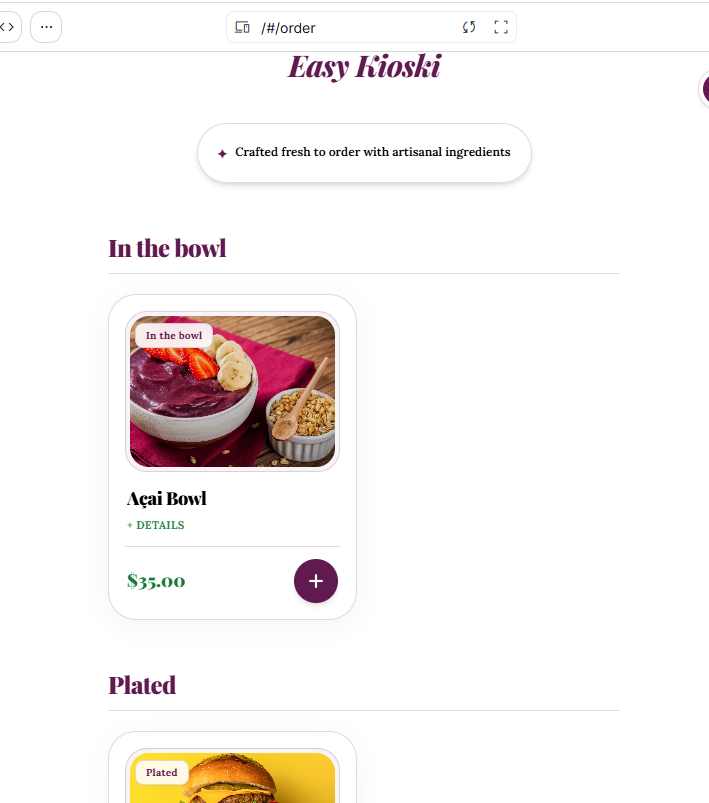 /#/order
Easy Kioski
✦ Crafted fresh to order with artisanal ingredients
In the bowl
In the bowl
Açai Bowl
+ DETAILS
$35.00
Plated
Plated